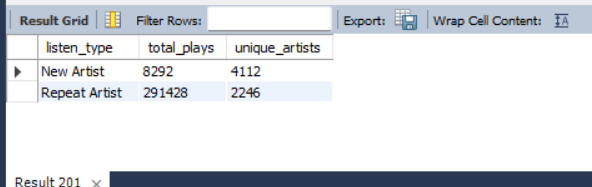 Result Grid Filter Rows: Export: Wrap Cell Content:
listen_type total_plays unique_artists
New Artist 8292 4112
Repeat Artist 291428 2246
Result 201 ×